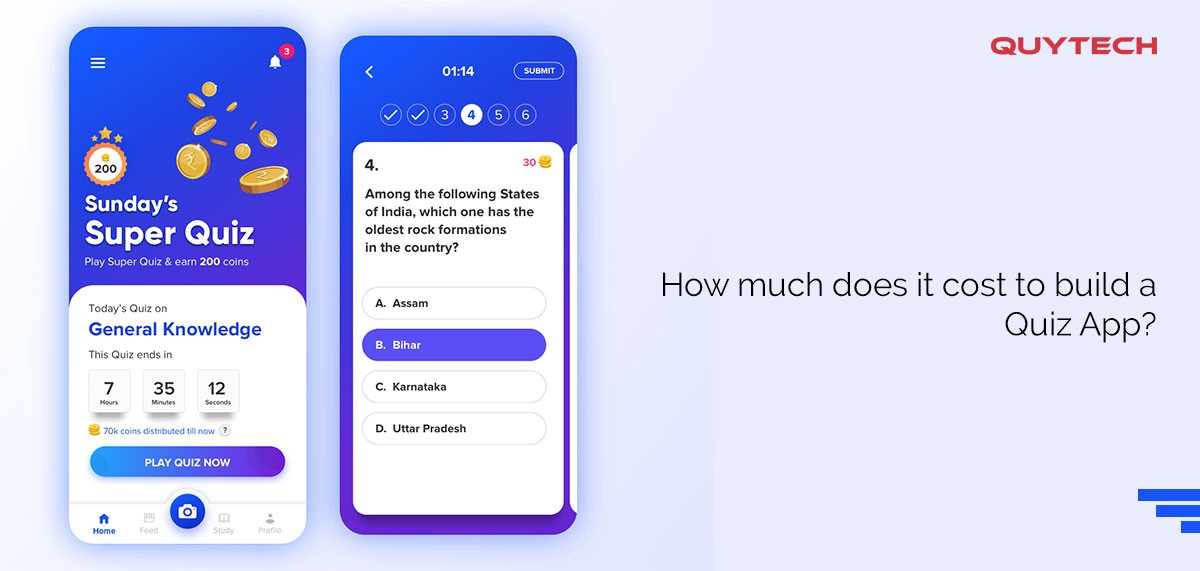 3
200
Sunday's
Super Quiz
Play Super Quiz & earn 200 coins
Today's Quiz on
General Knowledge
This Quiz ends in
7 35 12
Hours Minutes Seconds
70k coins distributed till now ?
PLAY QUIZ NOW
Home Feed Study Profile
01:14 SUBMIT
3 4 5 6
4. 30
Among the following States
of India, which one has the
oldest rock formations
in the country?
A. Assam
B. Bihar
C. Karnataka
D. Uttar Pradesh
QUYTECH
How much does it cost to build a
Quiz App?